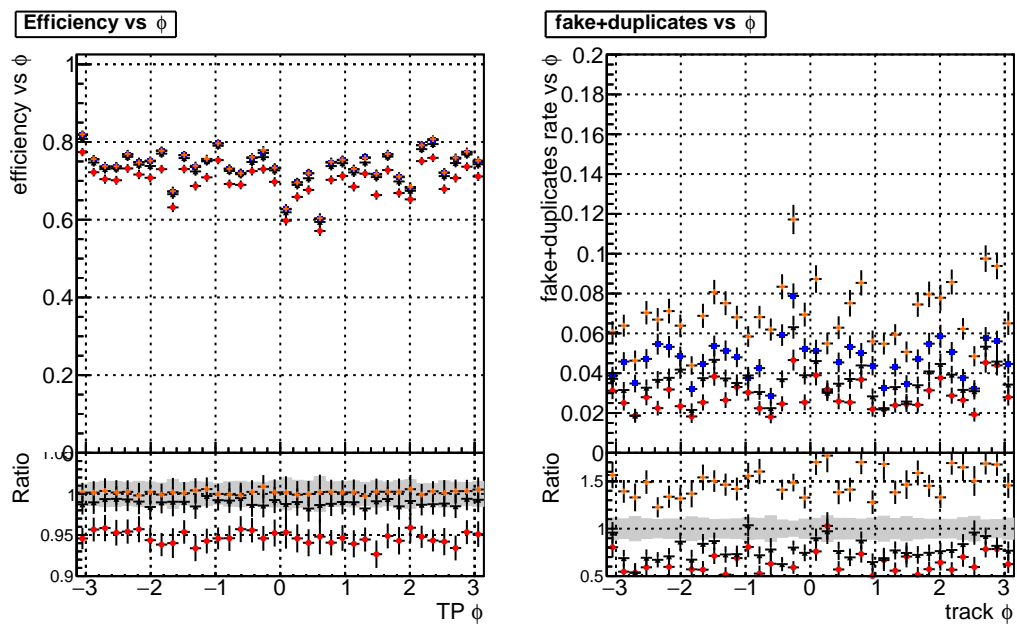 Efficiency vs ϕ
efficiency vs ϕ
1
0.8
0.6
0.4
0.2
0
Ratio
1.05
1
0.95
0.9
−3 −2 −1 0 1 2 3
TP ϕ
fake+duplicates vs ϕ
fake+duplicates rate vs ϕ
0.2
0.18
0.16
0.14
0.12
0.1
0.08
0.06
0.04
0.02
0
Ratio
1.5
1
0.5
−3 −2 −1 0 1 2 3
track ϕ